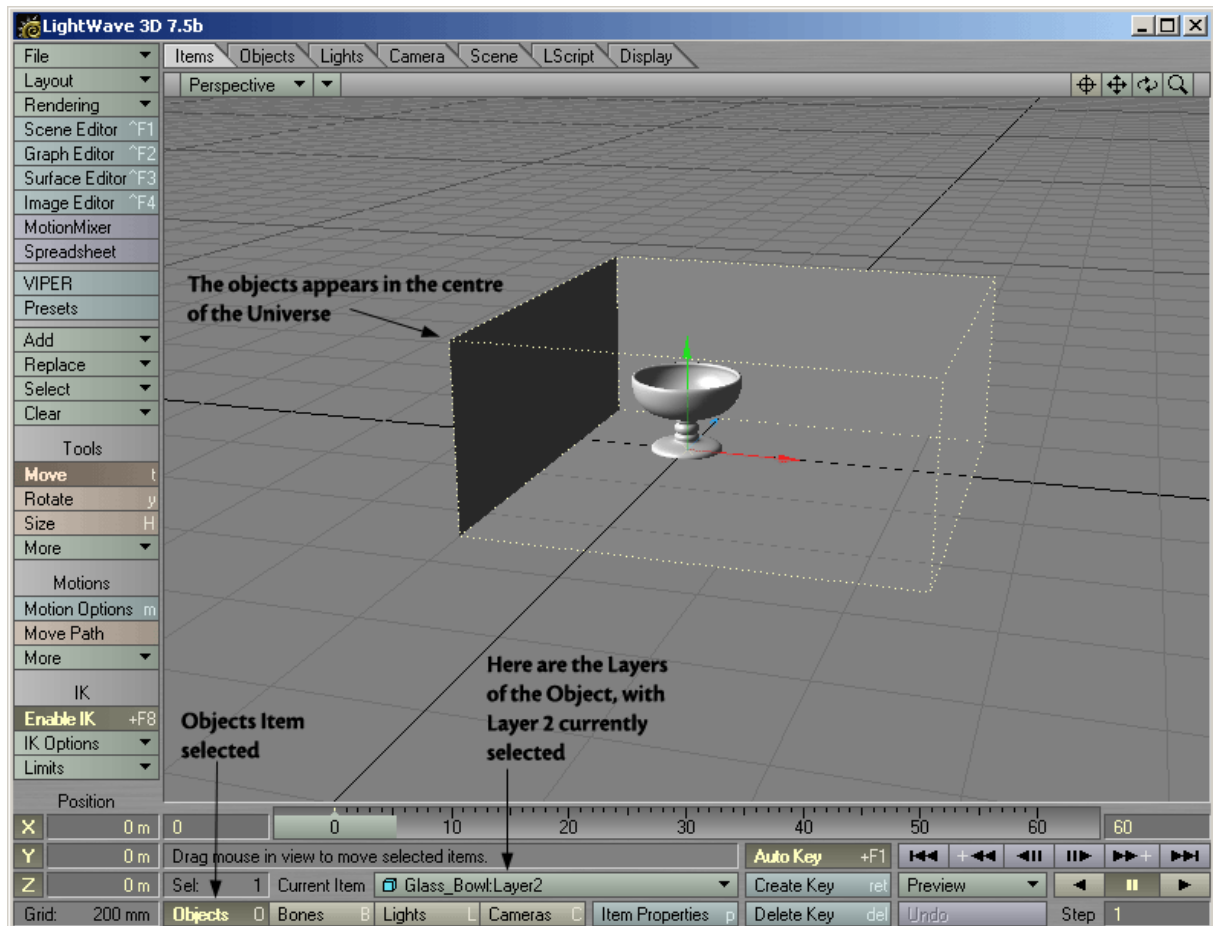 LightWave 3D 7.5b
File
Items Objects Lights Camera Scene LScript Display
Layout
Perspective
Rendering
Scene Editor ^F1
Graph Editor ^F2
Surface Editor ^F3
Image Editor ^F4
MotionMixer
Spreadsheet
VIPER
Presets
The objects appears in the centre
of the Universe
Add
Replace
Select
Clear
Tools
Move t
Rotate y
Size H
More
Motions
Motion Options m
Move Path
More
IK
Enable IK +F8
IK Options
Limits
Objects Item
selected
Here are the Layers
of the Object, with
Layer 2 currently
selected
Position
X 0 m
0 0 10 20 30 40 50 60 60
Y 0 m
Drag mouse in view to move selected items.
Auto Key +F1
Z 0 m
Sel: 1 Current Item Glass_Bowl:Layer2
Create Key ret
Preview
Grid: 200 mm
Objects O Bones B Lights L Cameras C Item Properties p
Delete Key del
Undo
Step 1